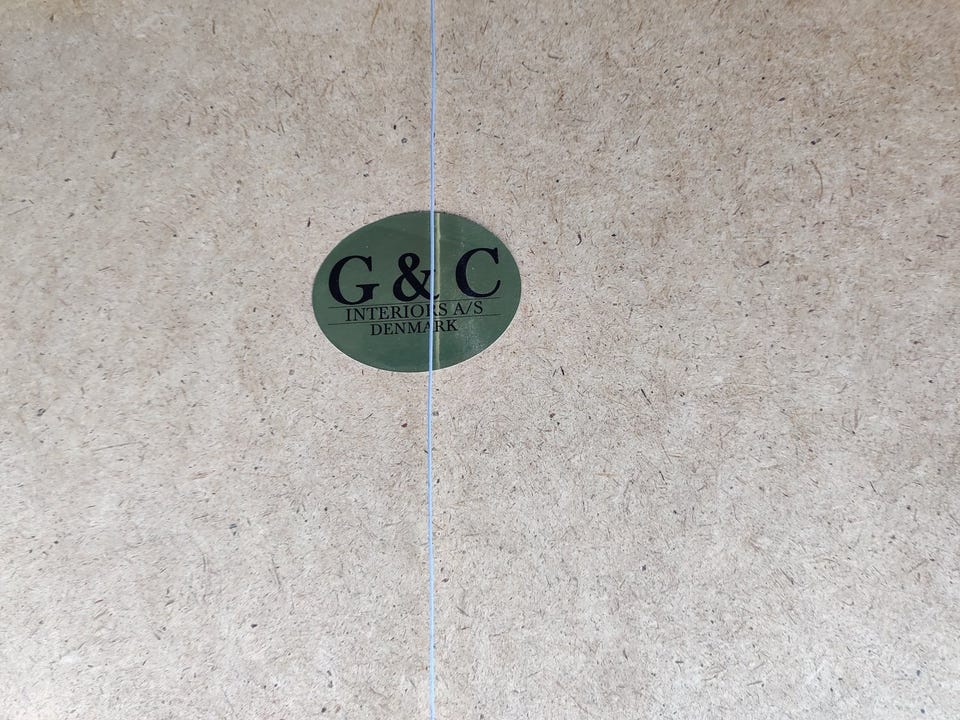 G & C
INTERIORS A/S
DENMARK